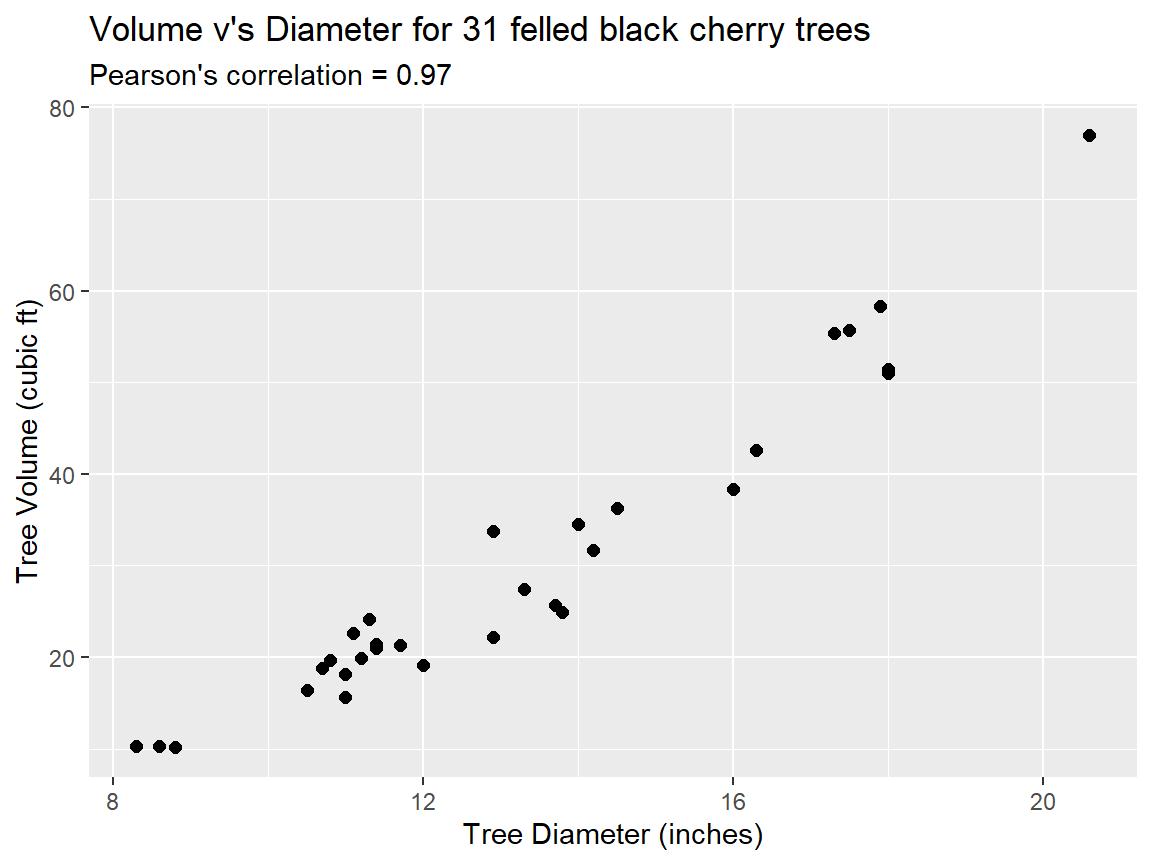 Volume v's Diameter for 31 felled black cherry trees
Pearson's correlation = 0.97
80
60
40
20
Tree Volume (cubic ft)
8 12 16 20
Tree Diameter (inches)